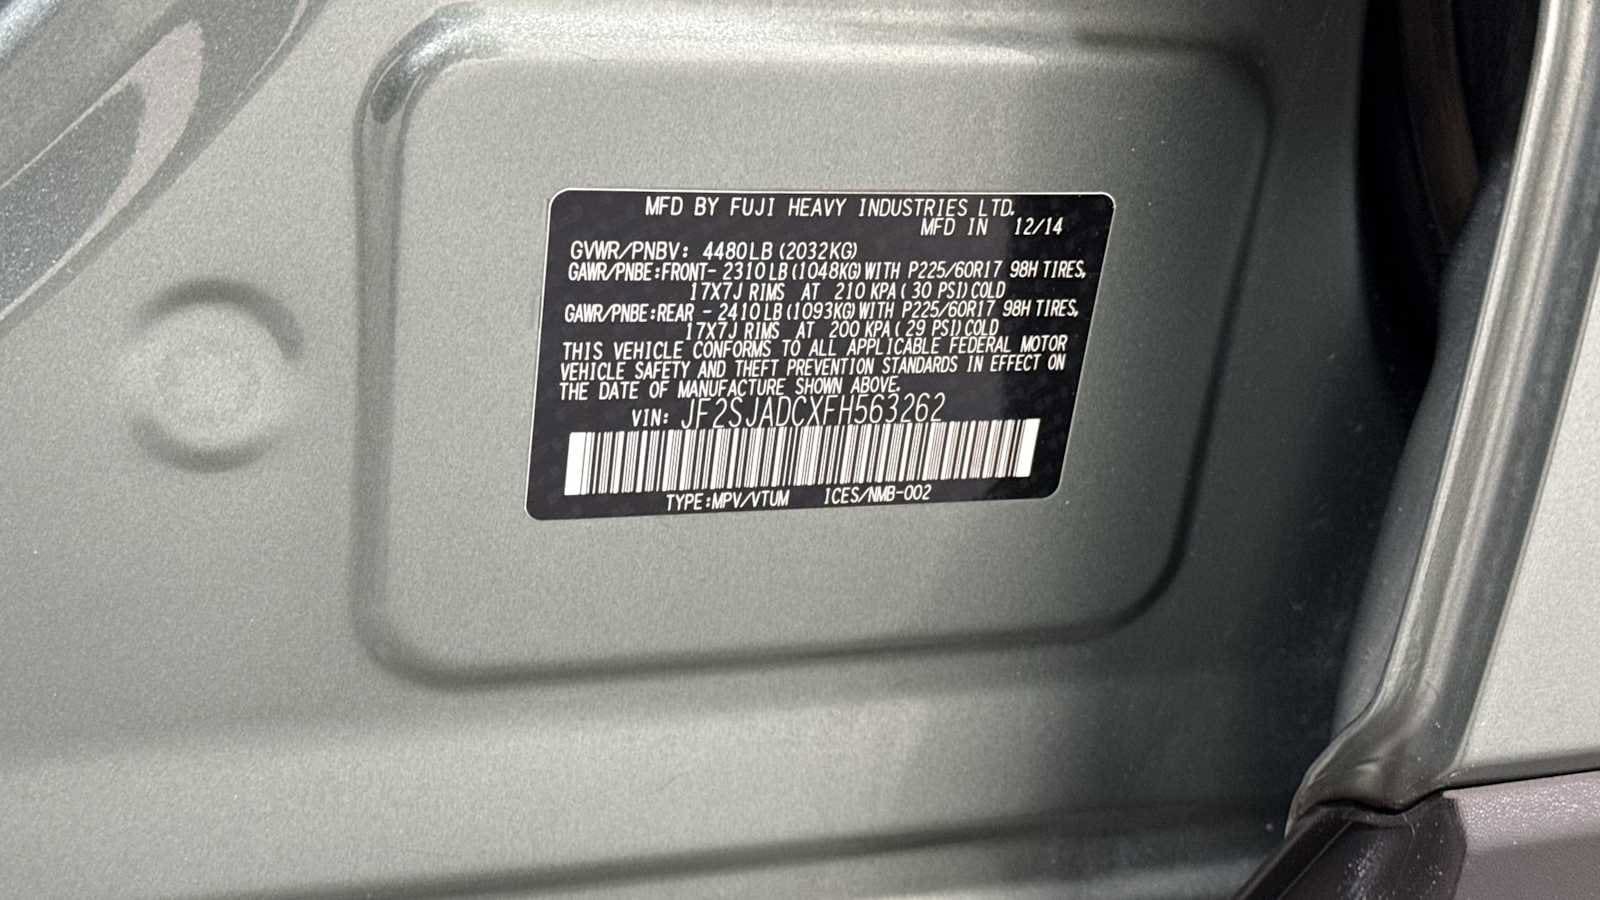 MFD BY FUJI HEAVY INDUSTRIES LTD.
MFD IN 12/14
GVWR/PNBV: 4480LB (2032KG)
GAWR/PNBE:FRONT- 2310LB (1048KG) WITH P225/60R17 98H TIRES,
17X7J RIMS AT 210 KPA ( 30 PSI) COLD
GAWR/PNBE:REAR - 2410LB (1093KG) WITH P225/60R17 98H TIRES,
17X7J RIMS AT 200 KPA ( 29 PSI) COLD
THIS VEHICLE CONFORMS TO ALL APPLICABLE FEDERAL MOTOR
VEHICLE SAFETY AND THEFT PREVENTION STANDARDS IN EFFECT ON
THE DATE OF MANUFACTURE SHOWN ABOVE.
VIN: JF2SJADCXFH563262
TYPE:MPV/VTUM ICES/NMB-002